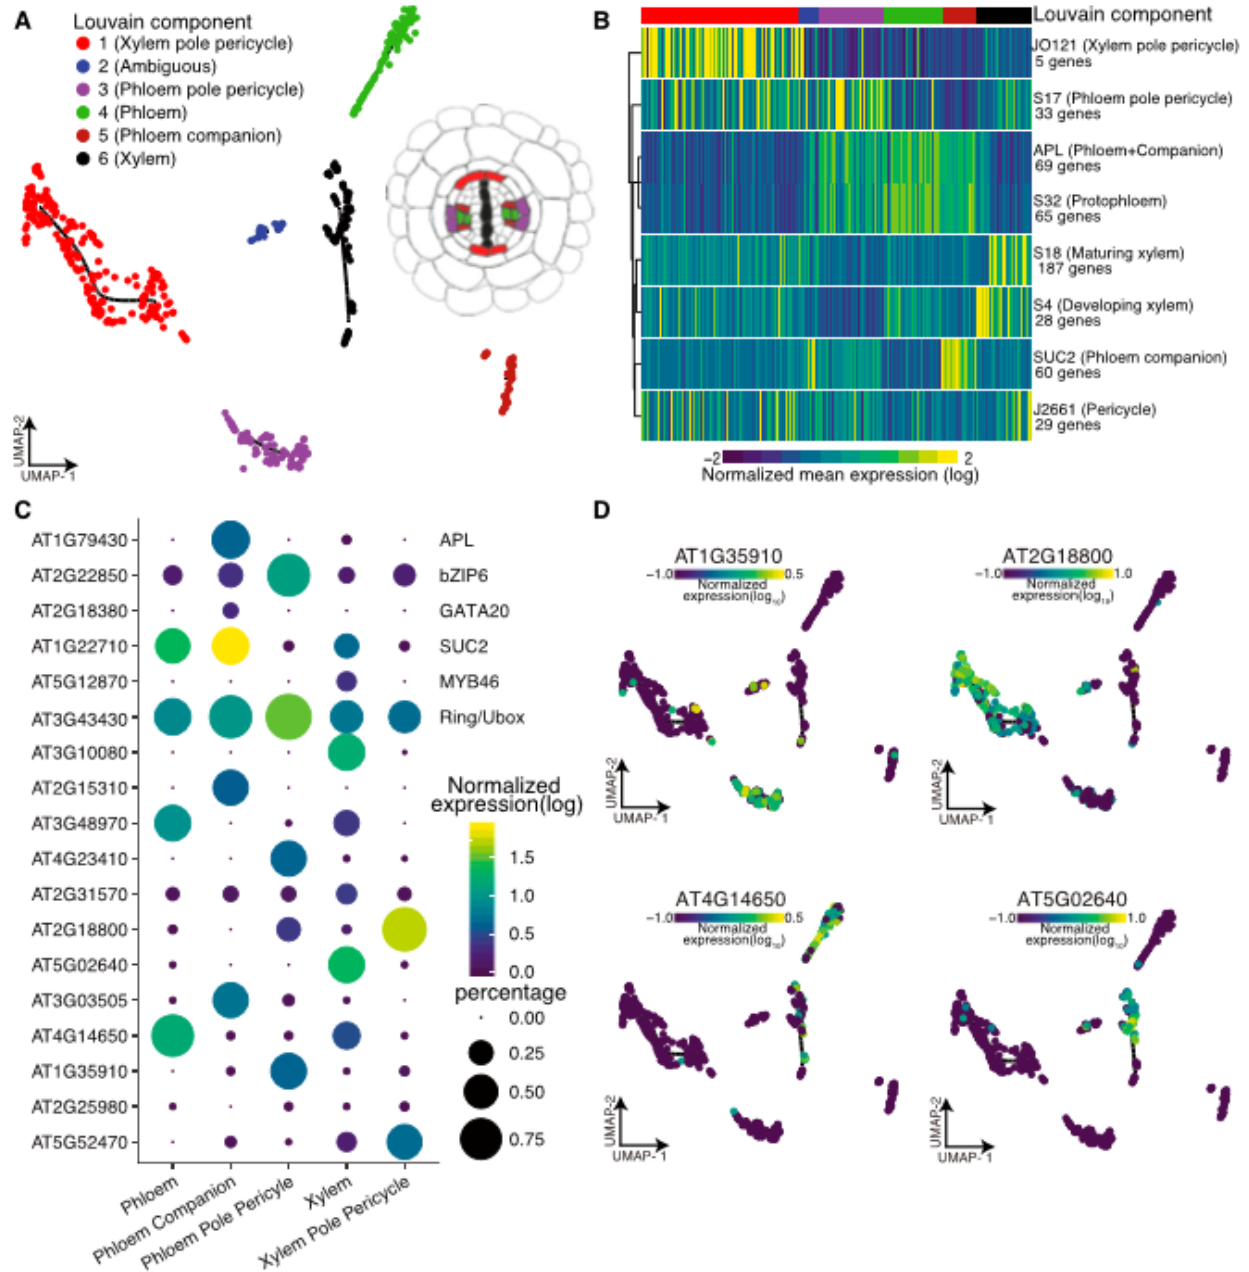 A
Louvain component
1 (Xylem pole pericycle)
2 (Ambiguous)
3 (Phloem pole pericycle)
4 (Phloem)
5 (Phloem companion)
6 (Xylem)
UMAP-2
UMAP- 1
B
Louvain component
JO121 (Xylem pole pericycle)
5 genes
S17 (Phloem pole pericycle)
33 genes
APL (Phloem+Companion)
69 genes
S32 (Protophloem)
65 genes
S18 (Maturing xylem)
187 genes
S4 (Developing xylem)
28 genes
SUC2 (Phloem companion)
60 genes
J2661 (Pericycle)
29 genes
-2 2
Normalized mean expression (log)
C
AT1G79430 APL
AT2G22850 bZIP6
AT2G18380 GATA20
AT1G22710 SUC2
AT5G12870 MYB46
AT3G43430 Ring/Ubox
AT3G10080
AT2G15310
AT3G48970
AT4G23410
AT2G31570
AT2G18800
AT5G02640
AT3G03505
AT4G14650
AT1G35910
AT2G25980
AT5G52470
Phloem
Phloem Companion
Phloem Pole Pericyle
Xylem
Xylem Pole Pericycle
Normalized
expression(log)
1.5
1.0
0.5
0.0
percentage
0.00
0.25
0.50
0.75
D
AT1G35910
-1.0 0.5
Normalized
expression(log10)
UMAP-2
UMAP- 1
AT2G18800
-1.0 1.0
Normalized
expression(log10)
UMAP-2
UMAP- 1
AT4G14650
-1.0 0.5
Normalized
expression(log10)
UMAP-2
UMAP- 1
AT5G02640
-1.0 1.0
Normalized
expression(log10)
UMAP-2
UMAP- 1